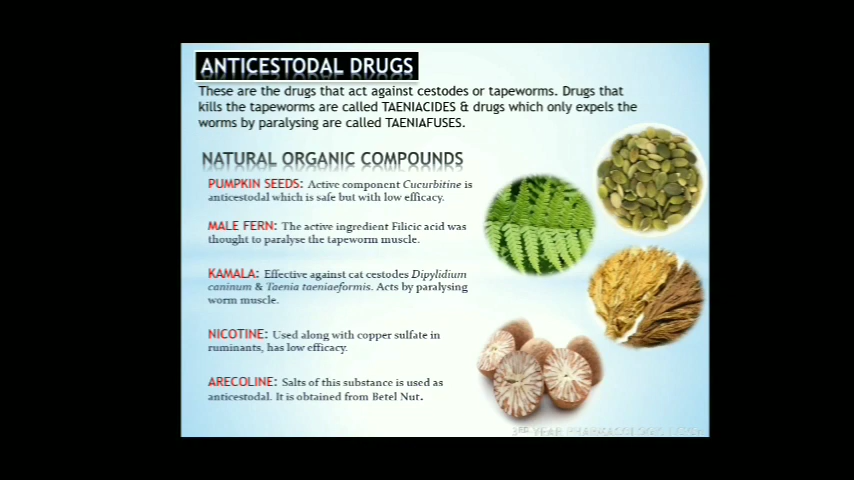 ANTICESTODAL DRUGS
These are the drugs that act against cestodes or tapeworms. Drugs that
kills the tapeworms are called TAENIACIDES & drugs which only expels the
worms by paralysing are called TAENIAFUSES.
NATURAL ORGANIC COMPOUNDS
PUMPKIN SEEDS: Active component Cucurbitine is
anticestodal which is safe but with low efficacy.
MALE FERN: The active ingredient Filicic acid was
thought to paralyse the tapeworm muscle.
KAMALA: Effective against cat cestodes Dipylidium
caninum & Taenia taeniaeformis. Acts by paralysing
worm muscle.
NICOTINE: Used along with copper sulfate in
ruminants, has low efficacy.
ARECOLINE: Salts of this substance is used as
anticestodal. It is obtained from Betel Nut.
3RD YEAR PHARMACOLOGY